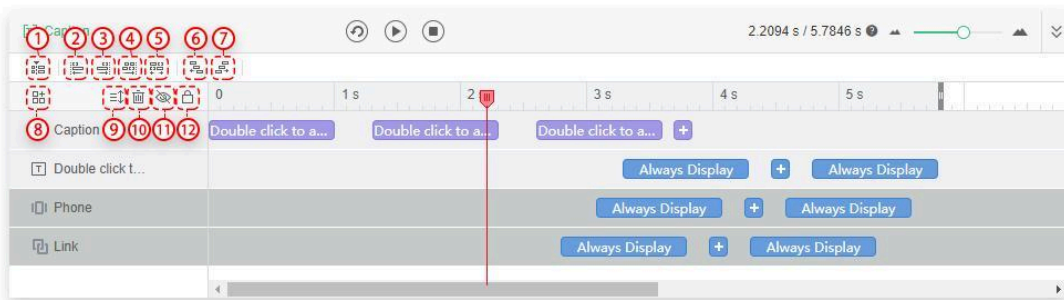 Caption
2.2094 s / 5.7846 s ?
1 2 3 4 5 6 7
0 1 s 2 s 3 s 4 s 5 s
8 9 10 11 12
Caption Double click to a... Double click to a... Double click to a... +
T Double click t... Always Display + Always Display
Phone Always Display + Always Display
Link Always Display + Always Display